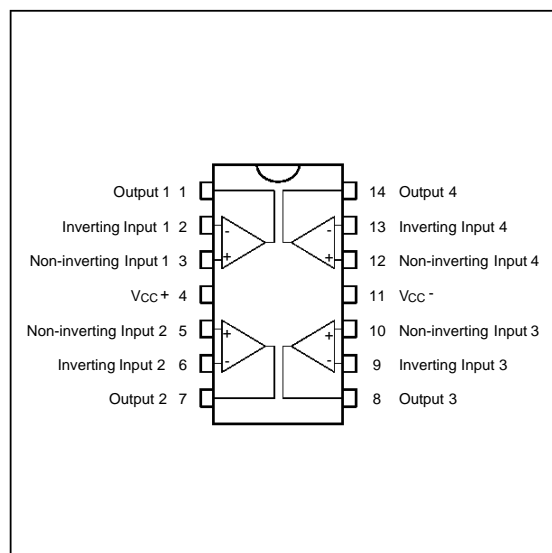 Output 1 1 14 Output 4
Inverting Input 1 2 - - 13 Inverting Input 4
Non-inverting Input 1 3 + + 12 Non-inverting Input 4
VCC + 4 11 VCC -
Non-inverting Input 2 5 + + 10 Non-inverting Input 3
Inverting Input 2 6 - - 9 Inverting Input 3
Output 2 7 8 Output 3